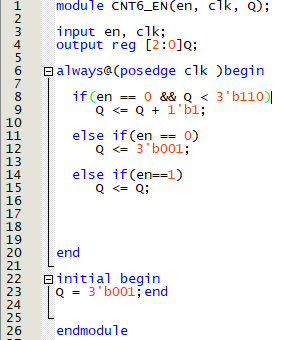 1 module CNT6_EN(en, clk, Q);
2
3 input en, clk;
4 output reg [2:0]Q;
5
6 always@(posedge clk )begin
7
8 if(en == 0 && Q < 3'b110)
9 Q <= Q + 1'b1;
10
11 else if(en == 0)
12 Q <= 3'b001;
13
14 else if(en==1)
15 Q <= Q;
16
17
18
19
20 end
21
22 initial begin
23 Q = 3'b001;end
24
25
26 endmodule